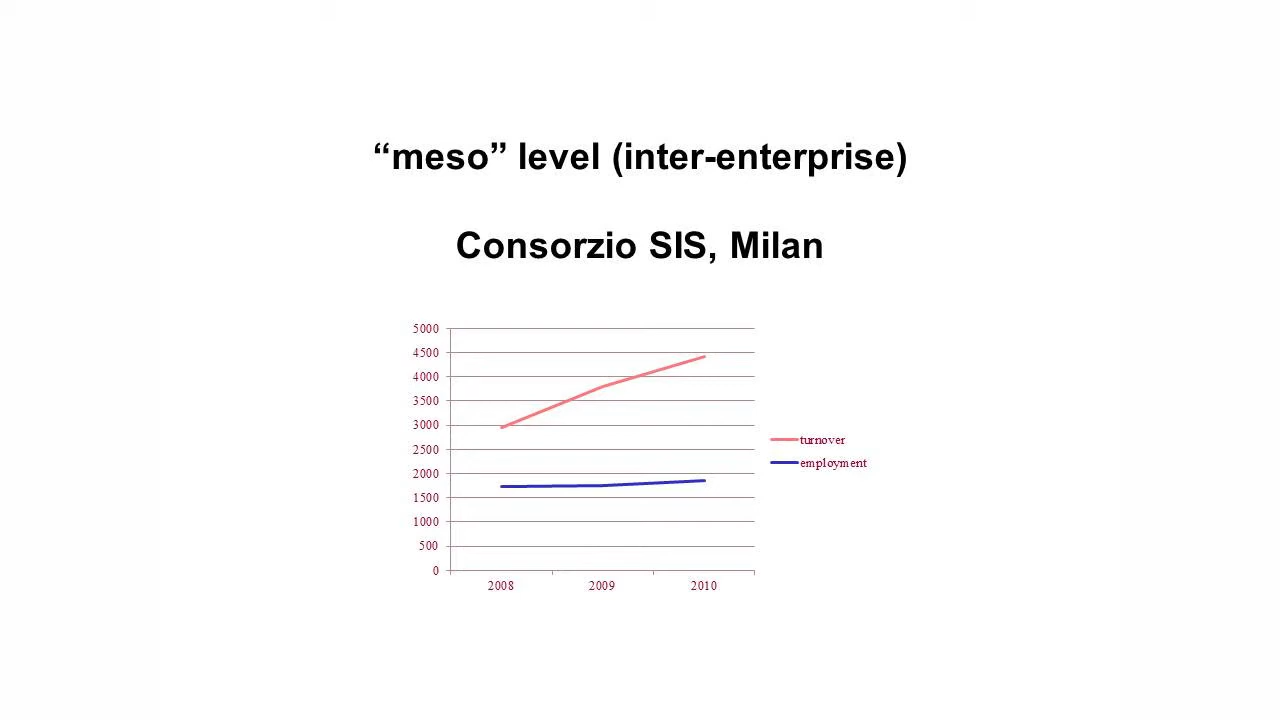 “meso” level (inter-enterprise)
Consorzio SIS, Milan
5000
4500
4000
3500
3000
2500
2000
1500
1000
500
0
2008 2009 2010
turnover
employment